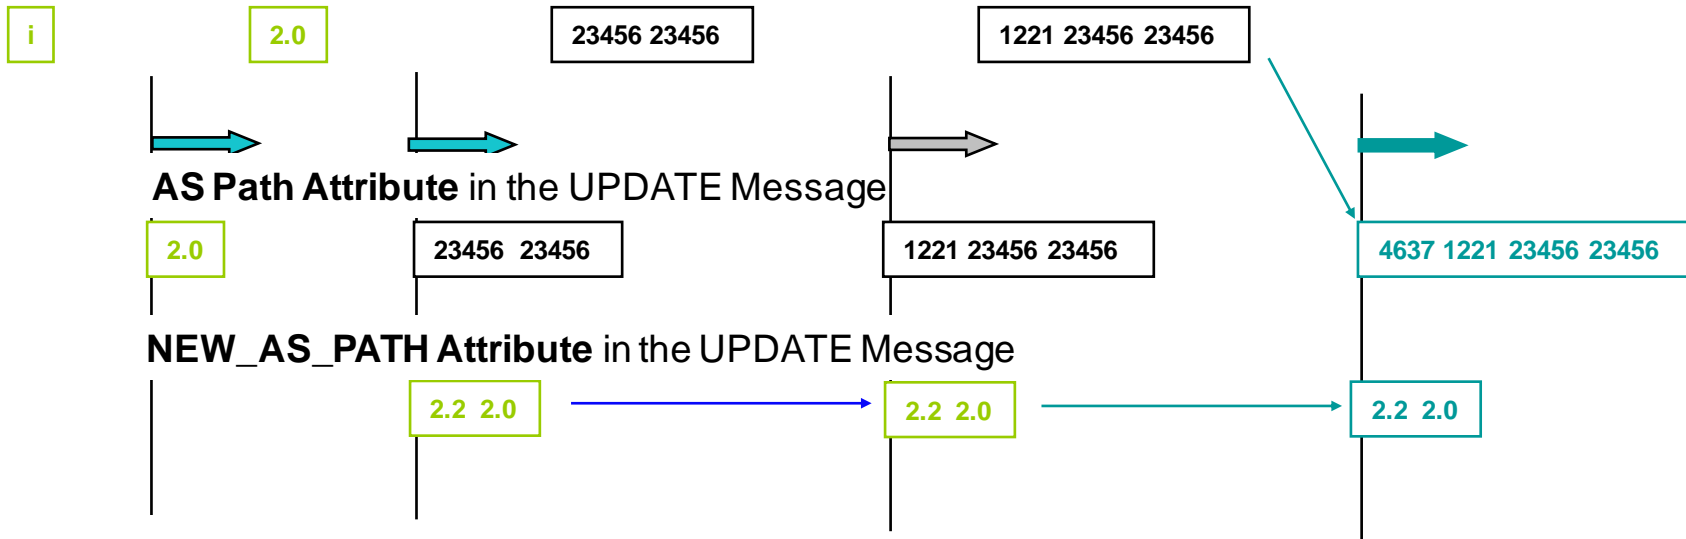 i 2.0 23456 23456 1221 23456 23456
AS Path Attribute in the UPDATE Message
2.0 23456 23456 1221 23456 23456 4637 1221 23456 23456
NEW_AS_PATH Attribute in the UPDATE Message
2.2 2.0 2.2 2.0 2.2 2.0